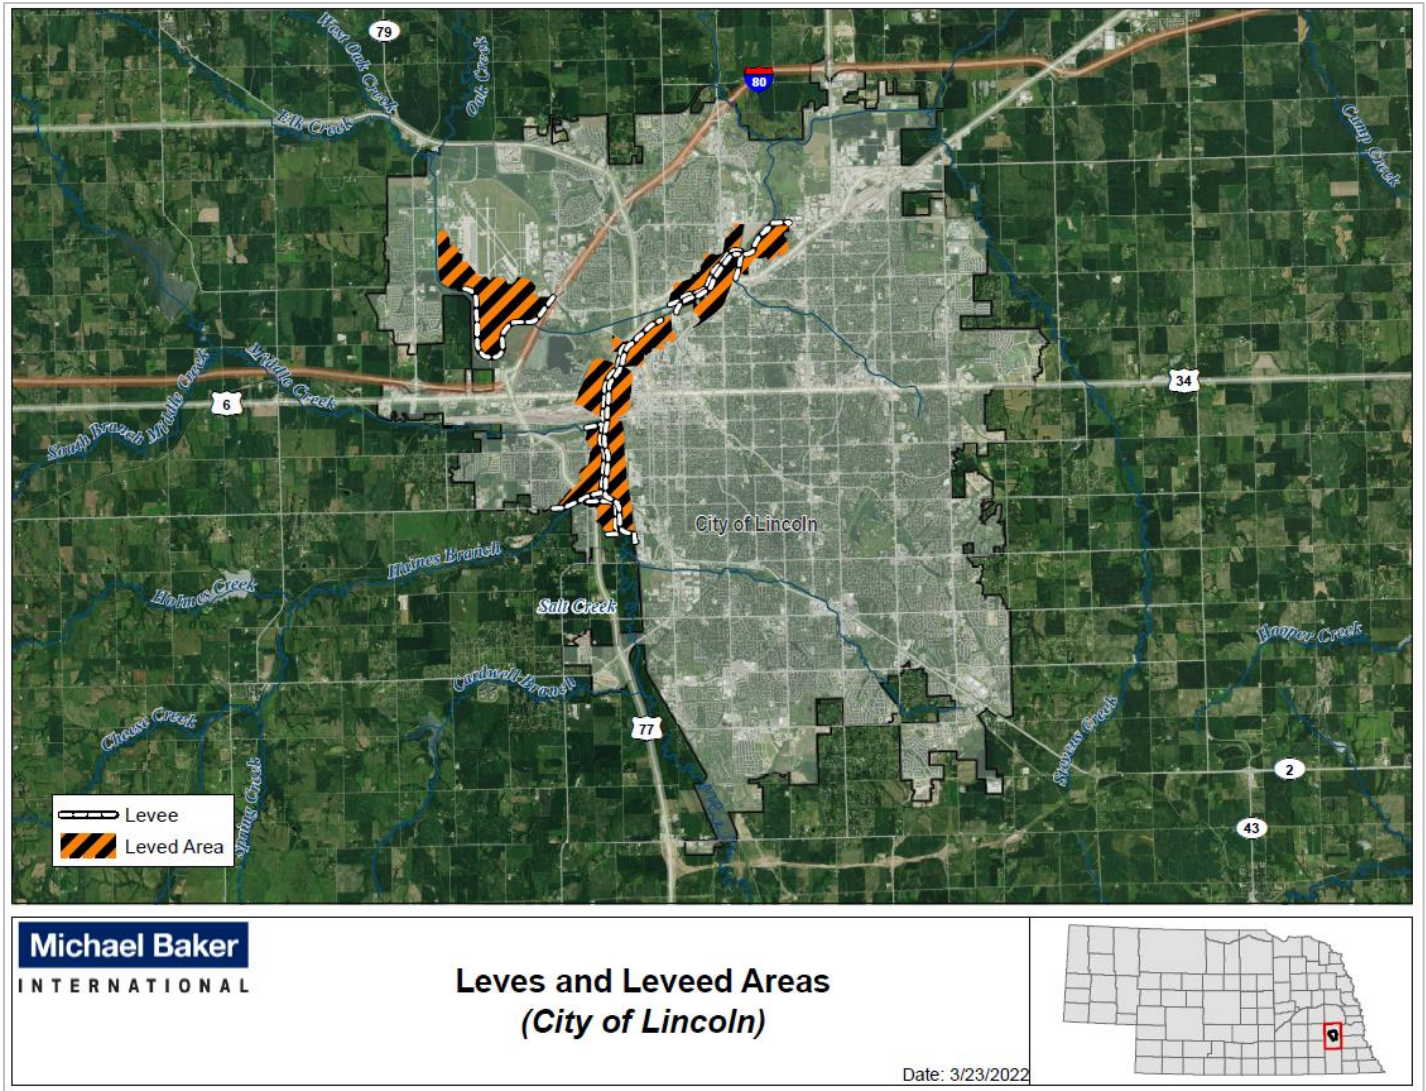 79
West Oak Creek
Oak Creek
80
Elk Creek
Camp Creek
34
6
Middle Creek
South Branch Middle Creek
City of Lincoln
Haines Branch
Holmes Creek
Salt Creek
Hooper Creek
Cardwell Branch
Cheese Creek
77
Stevens Creek
2
Spring Creek
43
Levee
Leved Area
Michael Baker
INTERNATIONAL
Leves and Leveed Areas
(City of Lincoln)
Date: 3/23/2022